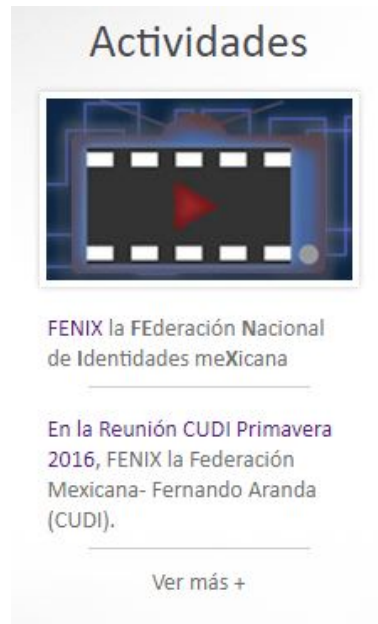 Actividades
FENIX la FEderación Nacional
de Identidades meXicana
En la Reunión CUDI Primavera
2016, FENIX la Federación
Mexicana- Fernando Aranda
(CUDI).
Ver más +